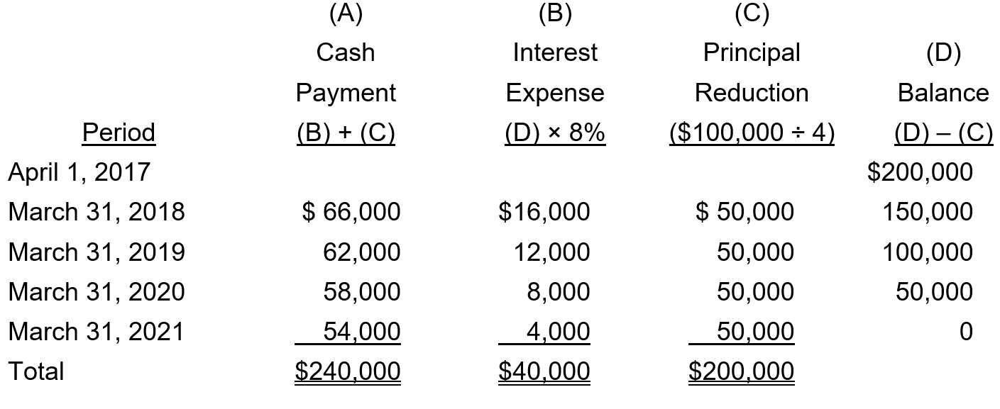 (A) (B) (C)
Cash Interest Principal (D)
Payment Expense Reduction Balance
Period (B) + (C) (D) × 8% ($100,000 ÷ 4) (D) – (C)
April 1, 2017 $200,000
March 31, 2018 $ 66,000 $16,000 $ 50,000 150,000
March 31, 2019 62,000 12,000 50,000 100,000
March 31, 2020 58,000 8,000 50,000 50,000
March 31, 2021 54,000 4,000 50,000 0
Total $240,000 $40,000 $200,000